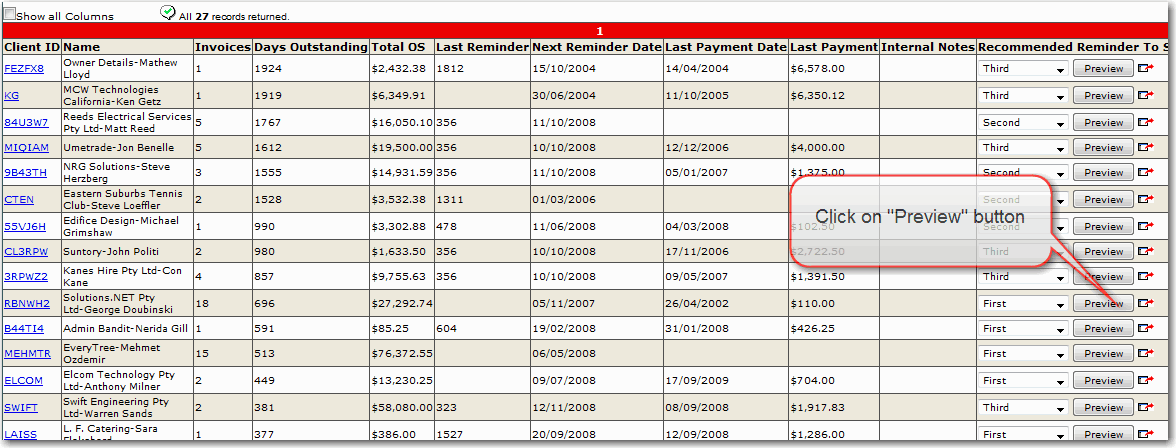 Show all Columns All 27 records returned.
1
Client ID Name Invoices Days Outstanding Total OS Last Reminder Next Reminder Date Last Payment Date Last Payment Internal Notes Recommended Reminder To S
FEZFX8 Owner Details-Mathew Lloyd 1 1924 $2,432.38 1812 15/10/2004 14/04/2004 $6,578.00 Third Preview
KG MCW Technologies California-Ken Getz 1 1919 $6,349.91 30/06/2004 11/10/2005 $6,350.12 Third Preview
84U3W7 Reeds Electrical Services Pty Ltd-Matt Reed 5 1767 $16,050.10 356 11/10/2008 Second Preview
MIQIAM Umetrade-Jon Benelle 5 1612 $19,500.00 356 10/10/2008 12/12/2006 $4,000.00 Third Preview
9B43TH NRG Solutions-Steve Herzberg 3 1555 $14,931.59 356 11/10/2008 05/01/2007 $1,375.00 Second Preview
CTEN Eastern Suburbs Tennis Club-Steve Loeffler 2 1528 $3,532.38 1311 01/03/2006 Second Preview
55VJ6H Edifice Design-Michael Grimshaw 1 990 $3,302.88 478 11/06/2008 04/03/2008 $102.50 Second Preview
Click on "Preview" button
CL3RPW Suntory-John Politi 2 980 $1,633.50 356 10/10/2008 17/11/2006 $2,722.50 Third Preview
3RPWZ2 Kanes Hire Pty Ltd-Con Kane 4 857 $9,755.63 356 10/10/2008 09/05/2007 $1,391.50 Third Preview
RBNWH2 Solutions.NET Pty Ltd-George Doubinski 18 696 $27,292.74 05/11/2007 26/04/2002 $110.00 First Preview
B44TI4 Admin Bandit-Nerida Gill 1 591 $85.25 604 19/02/2008 31/01/2008 $426.25 First Preview
MEHMTR EveryTree-Mehmet Ozdemir 15 513 $76,372.55 06/05/2008 First Preview
ELCOM Elcom Technology Pty Ltd-Anthony Milner 2 449 $13,230.25 09/07/2008 17/09/2009 $704.00 First Preview
SWIFT Swift Engineering Pty Ltd-Warren Sands 2 381 $58,080.00 323 12/11/2008 08/09/2008 $1,917.83 Third Preview
LAISS L. F. Catering-Sara 1 377 $386.00 1527 20/09/2008 12/09/2008 $1,286.00 First Preview